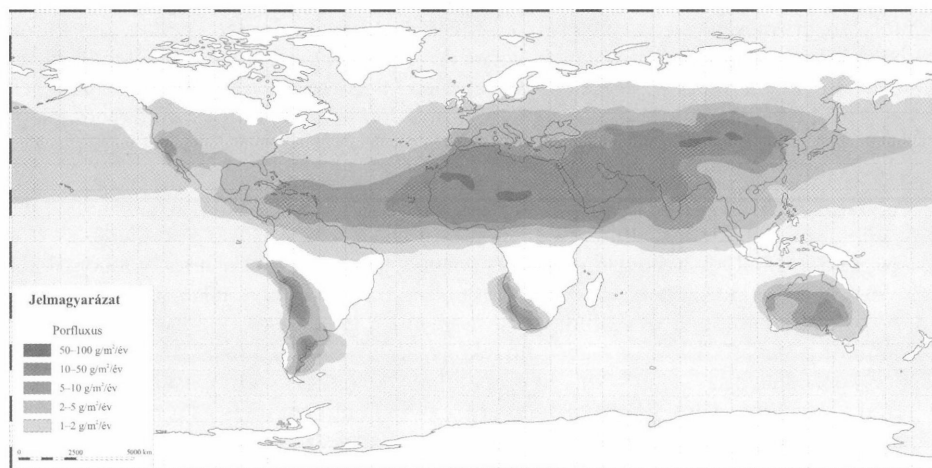 Jelmagyarázat
Porfluxus
50–100 g/m²/év
10–50 g/m²/év
5–10 g/m²/év
2–5 g/m²/év
1–2 g/m²/év
0 2500 5000 km